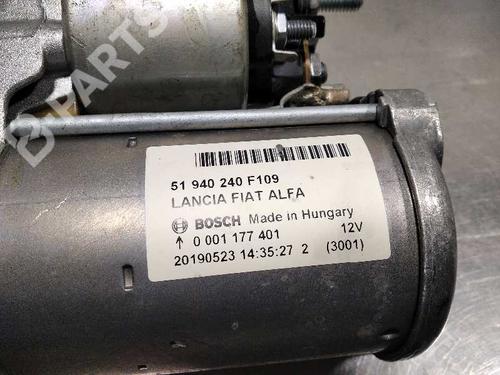 B-PARTS
51 940 240 F109
LANCIA FIAT ALFA
BOSCH Made in Hungary
0 001 177 401 12V
20190523 14:35:27 2 (3001)